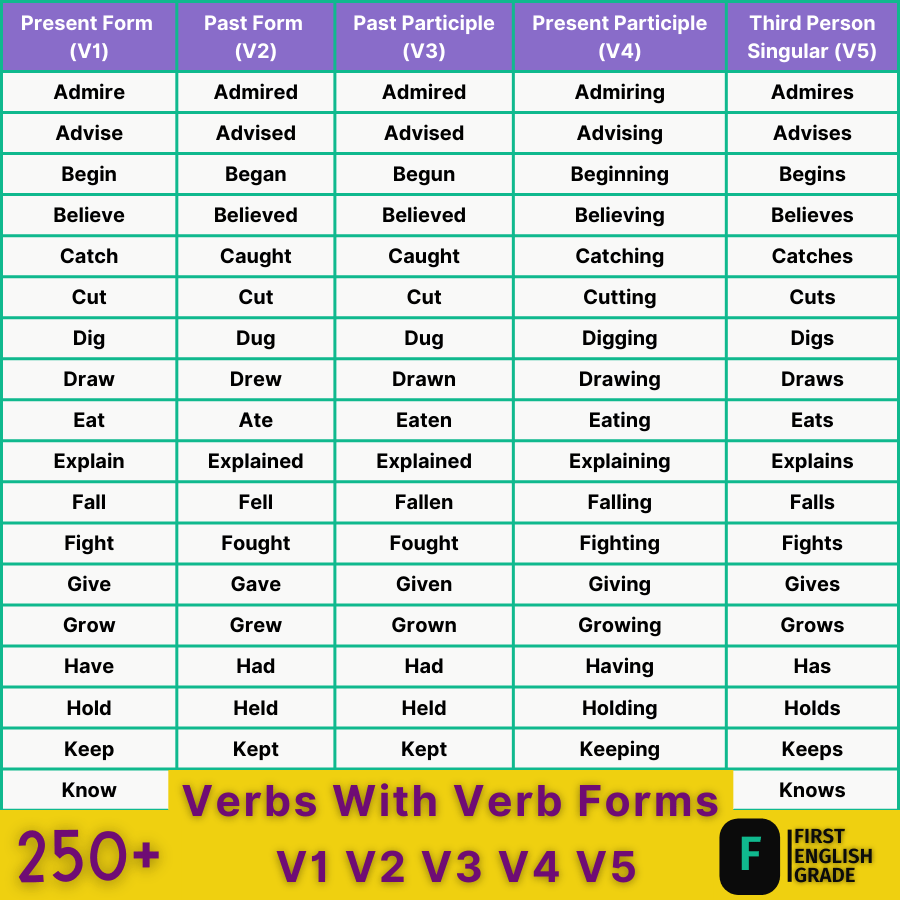 Present Form (V1) Past Form (V2) Past Participle (V3) Present Participle (V4) Third Person Singular (V5)
Admire Admired Admired Admiring Admires
Advise Advised Advised Advising Advises
Begin Began Begun Beginning Begins
Believe Believed Believed Believing Believes
Catch Caught Caught Catching Catches
Cut Cut Cut Cutting Cuts
Dig Dug Dug Digging Digs
Draw Drew Drawn Drawing Draws
Eat Ate Eaten Eating Eats
Explain Explained Explained Explaining Explains
Fall Fell Fallen Falling Falls
Fight Fought Fought Fighting Fights
Give Gave Given Giving Gives
Grow Grew Grown Growing Grows
Have Had Had Having Has
Hold Held Held Holding Holds
Keep Kept Kept Keeping Keeps
Know Knows
Verbs With Verb Forms
250+ V1 V2 V3 V4 V5
F
FIRST
ENGLISH
GRADE